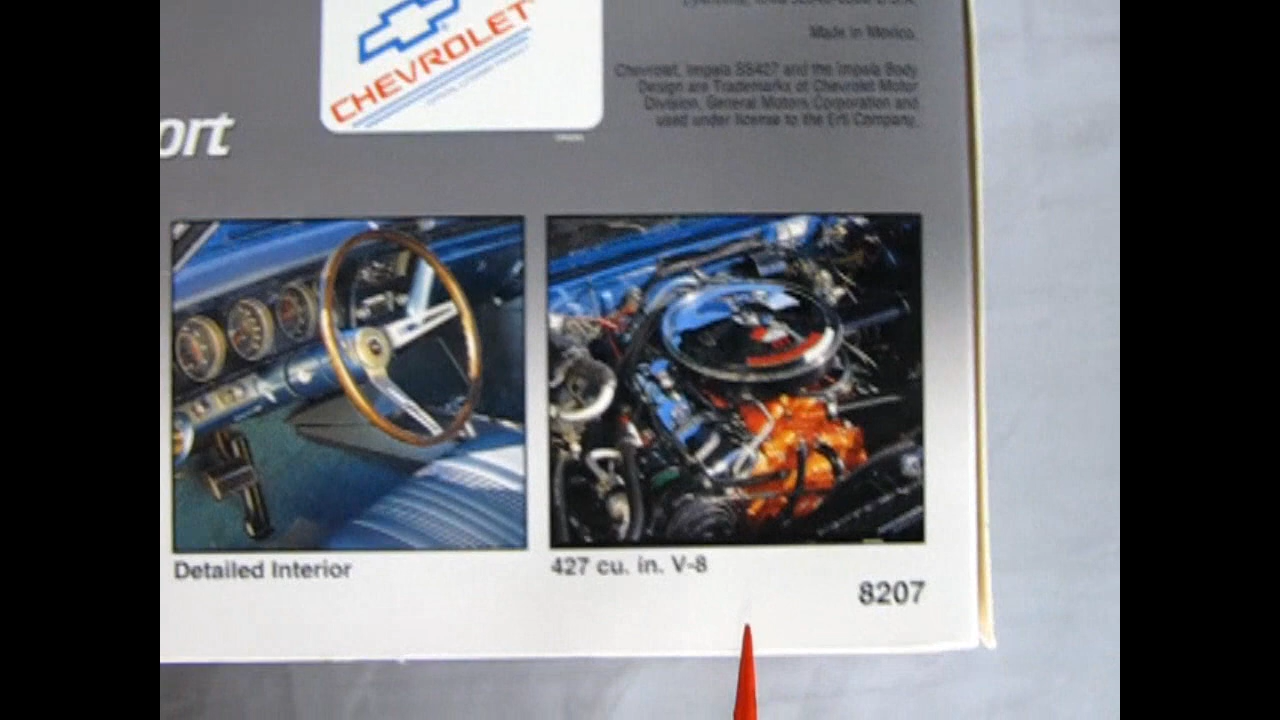 CHEVROLET
Made in Mexico.
Chevrolet, Impala SS427 and the Impala Body
Design are Trademarks of Chevrolet Motor
Division, General Motors Corporation and
used under license to the Ertl Company.
ort
Detailed Interior
427 cu. in. V-8
8207